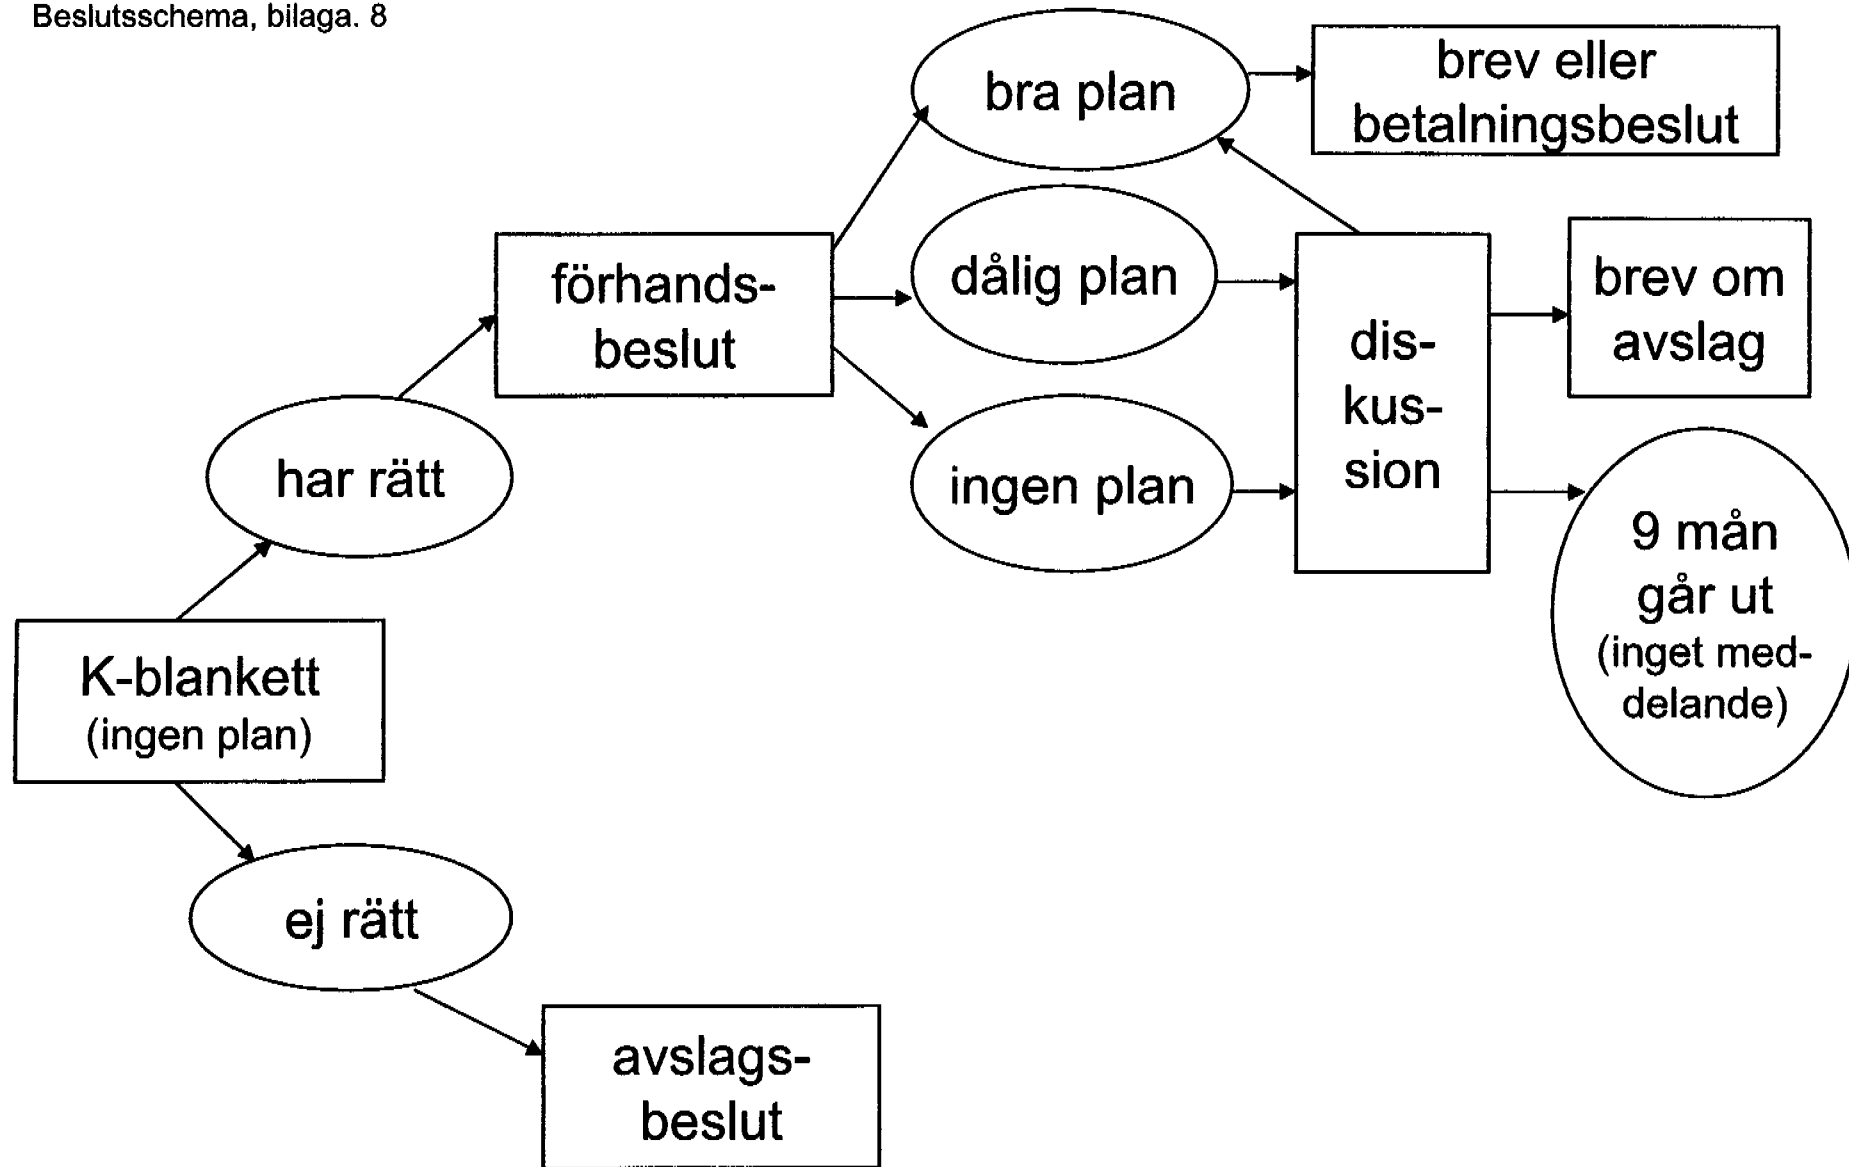 Beslutsschema, bilaga. 8
bra plan
brev eller
betalningsbeslut
förhands-
beslut
dålig plan
dis-
kus-
sion
brev om
avslag
har rätt
ingen plan
9 mån
går ut
(inget med-
delande)
K-blankett
(ingen plan)
ej rätt
avslags-
beslut